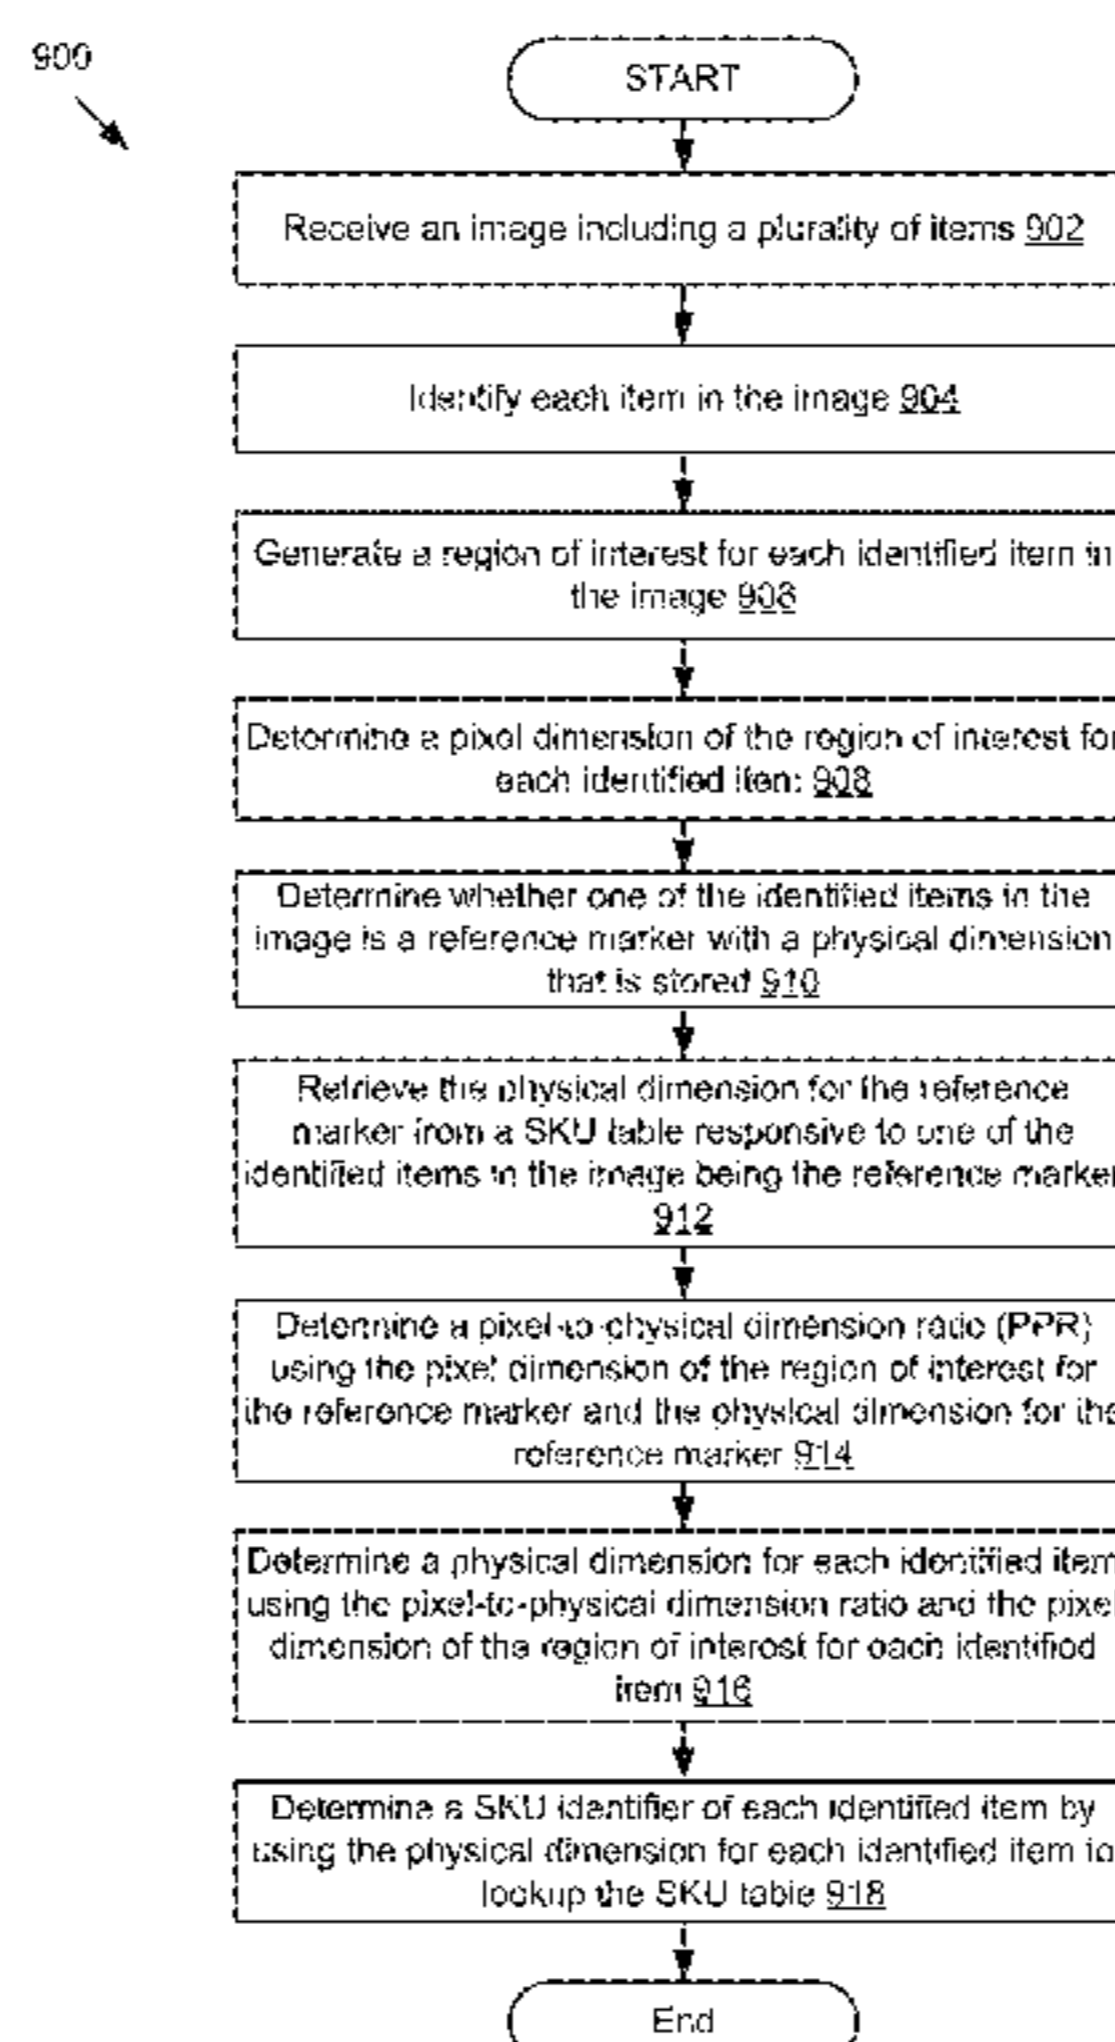 900
START
Receive an image including a plurality of items 902
Identify each item in the image 904
Generate a region of interest for each identified item in
the image 906
Determine a pixel dimension of the region of interest for
each identified item 908
Determine whether one of the identified items in the
image is a reference marker with a physical dimension
that is stored 910
Retrieve the physical dimension for the reference
marker from a SKU table responsive to one of the
identified items in the image being the reference marker
912
Determine a pixel-to-physical dimension ratio (PPR)
using the pixel dimension of the region of interest for
the reference marker and the physical dimension for the
reference marker 914
Determine a physical dimension for each identified item
using the pixel-to-physical dimension ratio and the pixel
dimension of the region of interest for each identified
item 916
Determine a SKU identifier of each identified item by
using the physical dimension for each identified item to
lookup the SKU table 918
End